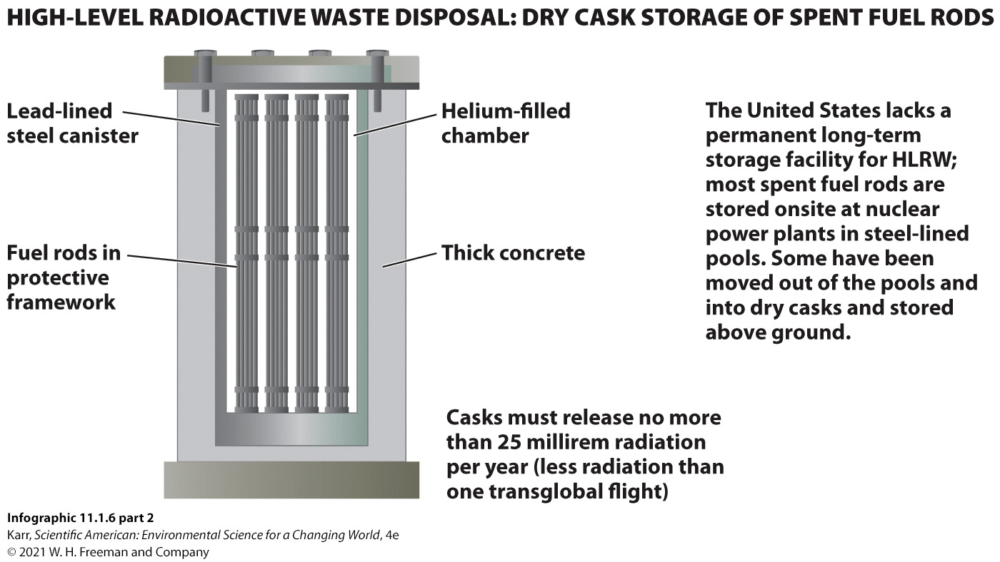 HIGH-LEVEL RADIOACTIVE WASTE DISPOSAL: DRY CASK STORAGE OF SPENT FUEL RODS
Lead-lined
steel canister
Helium-filled
chamber
Fuel rods in
protective
framework
Thick concrete
The United States lacks a
permanent long-term
storage facility for HLRW;
most spent fuel rods are
stored onsite at nuclear
power plants in steel-lined
pools. Some have been
moved out of the pools and
into dry casks and stored
above ground.
Casks must release no more
than 25 millirem radiation
per year (less radiation than
one transglobal flight)
Infographic 11.1.6 part 2
Karr, Scientific American: Environmental Science for a Changing World, 4e
© 2021 W. H. Freeman and Company